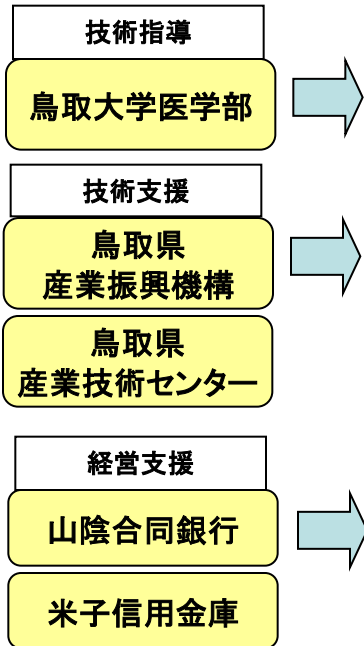 技術指導
鳥取大学医学部
技術支援
鳥取県
産業振興機構
鳥取県
産業技術センター
経営支援
山陰合同銀行
米子信用金庫